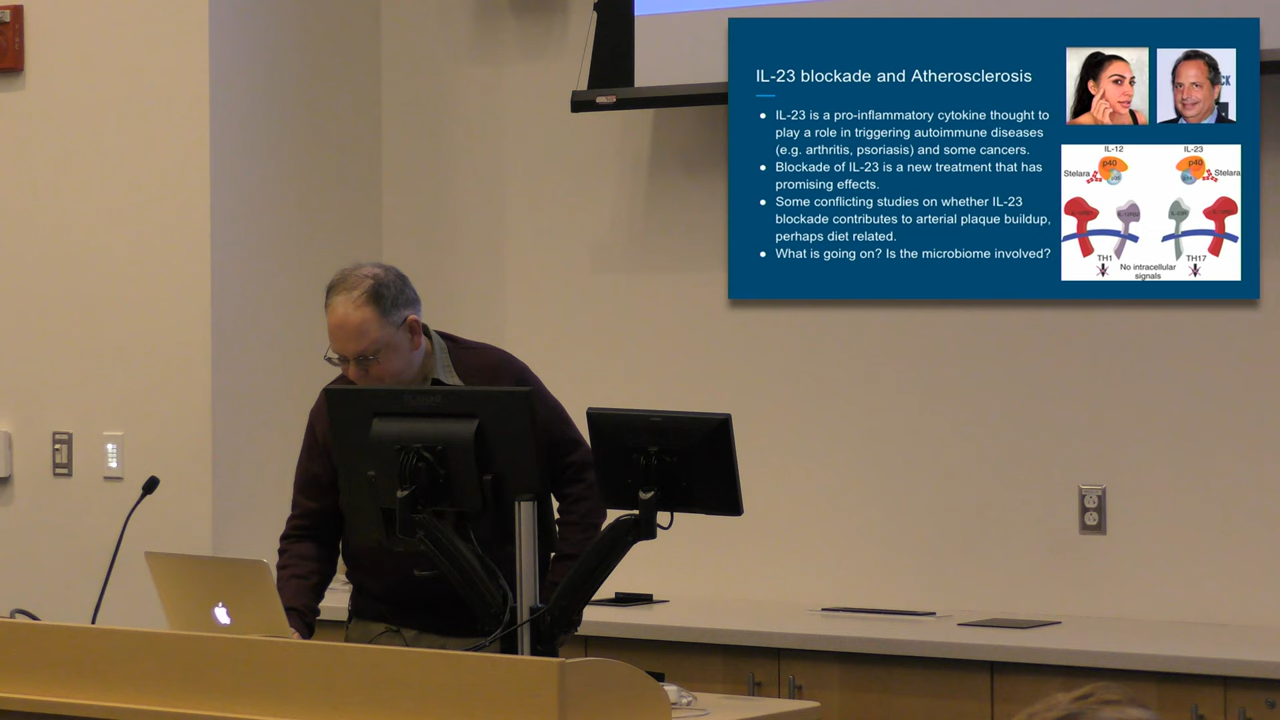 IL-23 blockade and Atherosclerosis
IL-23 is a pro-inflammatory cytokine thought to
play a role in triggering autoimmune diseases
(e.g. arthritis, psoriasis) and some cancers.
Blockade of IL-23 is a new treatment that has
promising effects.
Some conflicting studies on whether IL-23
blockade contributes to arterial plaque buildup,
perhaps diet related.
What is going on? Is the microbiome involved?
IL-12
IL-23
p40
p40
Stelara
Stelara
TH1
TH17
No intracellular
signals